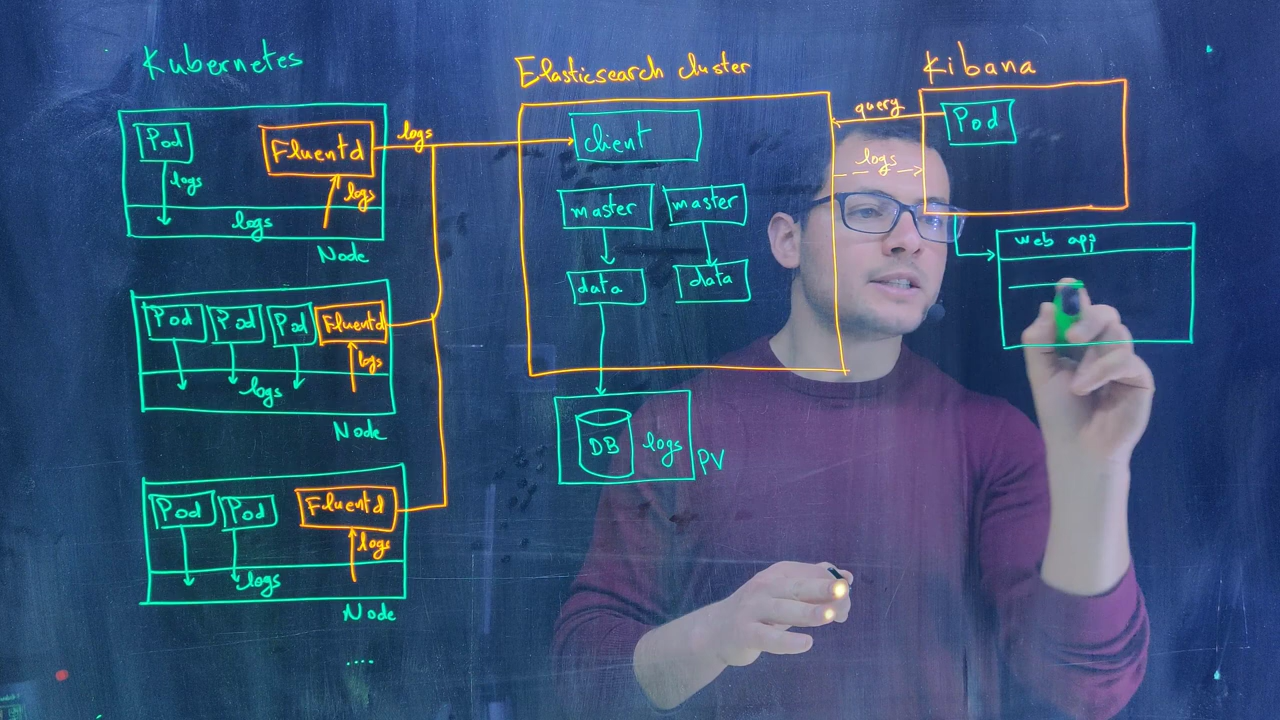 Kubernetes
Pod
Fluentd
logs
logs
logs
logs
Node
Pod
Pod
Pod
Fluentd
logs
logs
Node
Pod
Pod
Fluentd
logs
logs
Node
....
Elasticsearch cluster
client
master
master
data
data
DB
logs
PV
Kibana
query
Pod
logs
web app